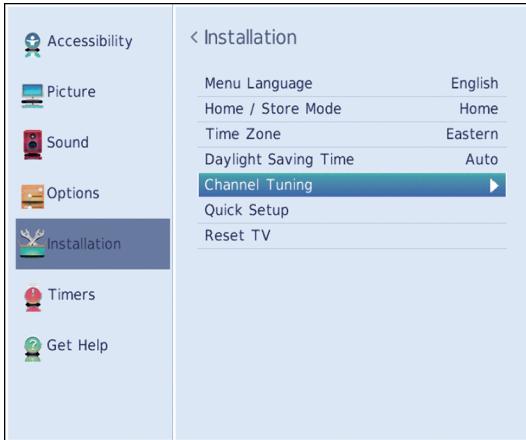 Accessibility
Picture
Sound
Options
Installation
Timers
Get Help
< Installation
Menu Language English
Home / Store Mode Home
Time Zone Eastern
Daylight Saving Time Auto
Channel Tuning
Quick Setup
Reset TV